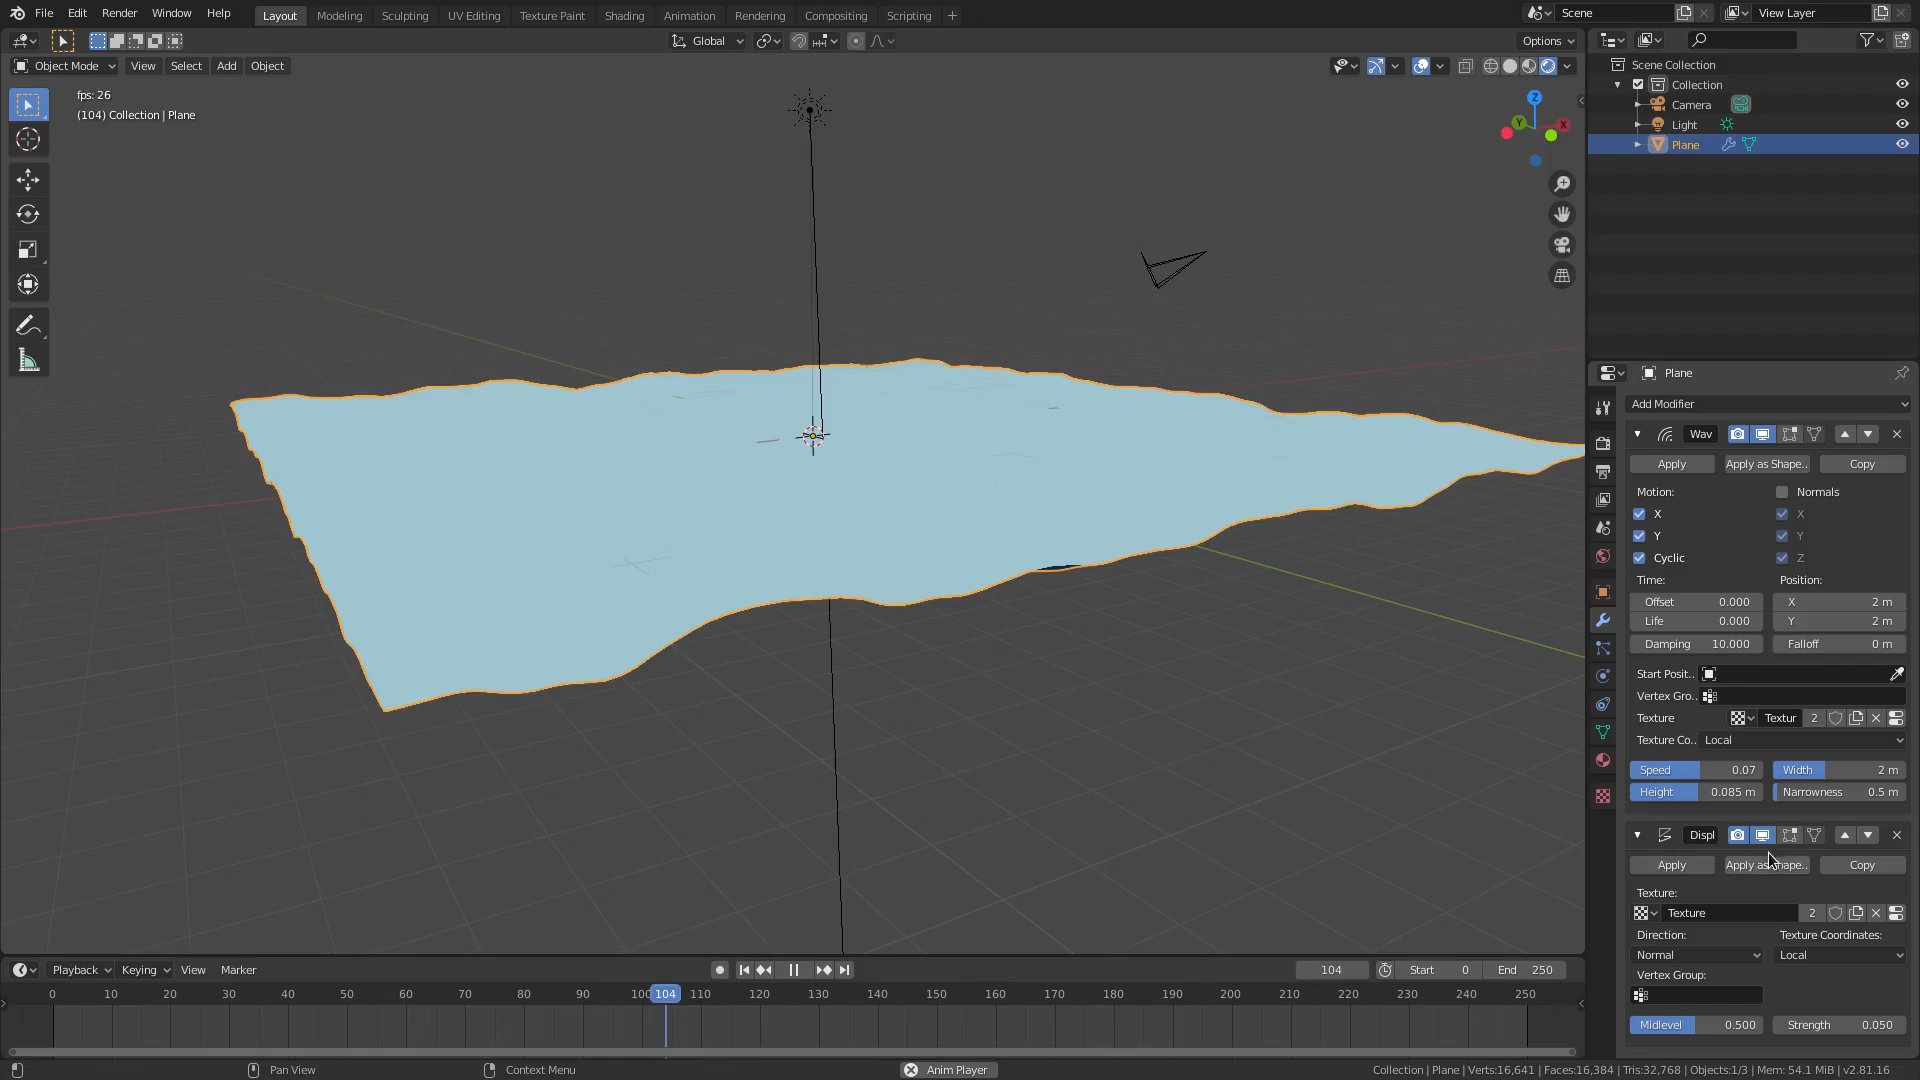 File Edit Render Window Help Layout Modeling Sculpting UV Editing Texture Paint Shading Animation Rendering Compositing Scripting + Scene View Layer
Global Options
Object Mode View Select Add Object
fps: 26
(104) Collection | Plane
Z
Y
X
Scene Collection
Collection
Camera
Light
Plane
Plane
Add Modifier
Wav
Apply Apply as Shape.. Copy
Motion: Normals
X X
Y Y
Cyclic Z
Time: Position:
Offset 0.000 X 2 m
Life 0.000 Y 2 m
Damping 10.000 Falloff 0 m
Start Posit..
Vertex Gro..
Texture Textur 2
Texture Co.. Local
Speed 0.07 Width 2 m
Height 0.085 m Narrowness 0.5 m
Displ
Apply Apply as Shape.. Copy
Texture:
Texture 2
Direction: Texture Coordinates:
Normal Local
Vertex Group:
Midlevel 0.500 Strength 0.050
Playback Keying View Marker 104 Start 0 End 250
0 10 20 30 40 50 60 70 80 90 100 104 110 120 130 140 150 160 170 180 190 200 210 220 230 240 250
Pan View Context Menu Anim Player Collection | Plane | Verts:16,641 | Faces:16,384 | Tris:32,768 | Objects:1/3 | Mem: 54.1 MiB | v2.81.16